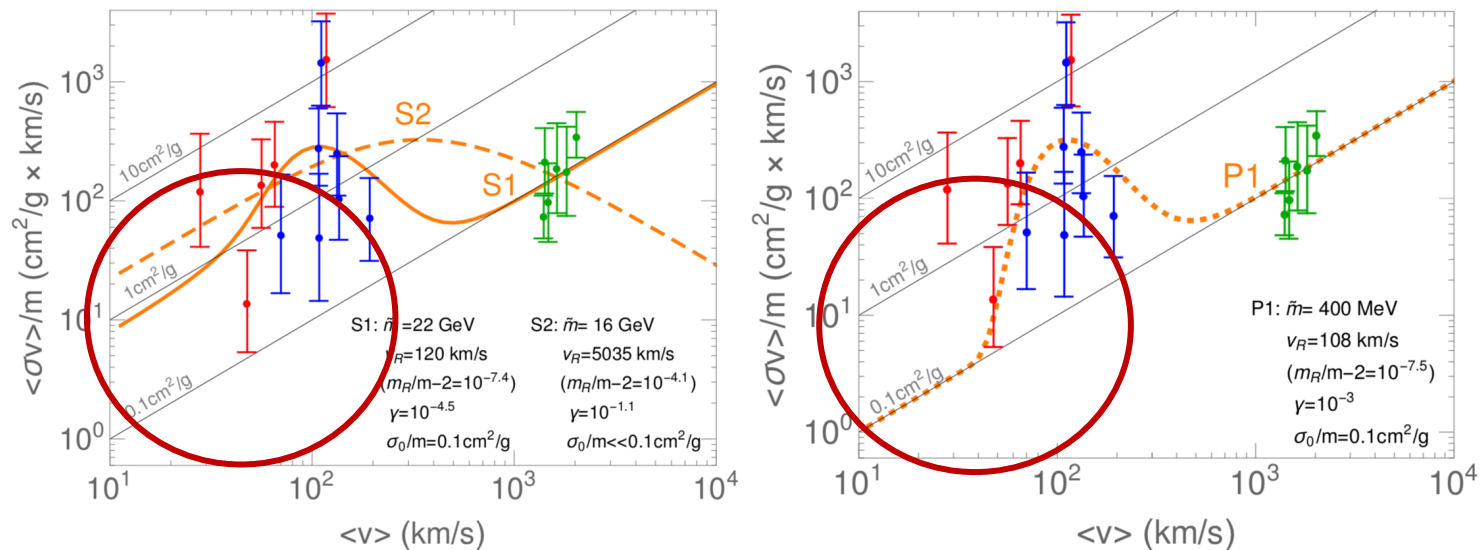 <σv>/m (cm²/g × km/s)
10³
10²
10¹
10⁰
10cm²/g
1cm²/g
0.1cm²/g
S2
S1
S1: m̃ =22 GeV
v_R=120 km/s
(m_R/m−2=10^−7.4)
γ=10^−4.5
σ₀/m=0.1cm²/g
S2: m̃= 16 GeV
v_R=5035 km/s
(m_R/m−2=10^−4.1)
γ=10^−1.1
σ₀/m<<0.1cm²/g
10¹ 10² 10³ 10⁴
<v> (km/s)
<σv>/m (cm²/g × km/s)
10³
10²
10¹
10⁰
10cm²/g
1cm²/g
0.1cm²/g
P1
P1: m̃= 400 MeV
v_R=108 km/s
(m_R/m−2=10^−7.5)
γ=10^−3
σ₀/m=0.1cm²/g
10¹ 10² 10³ 10⁴
<v> (km/s)